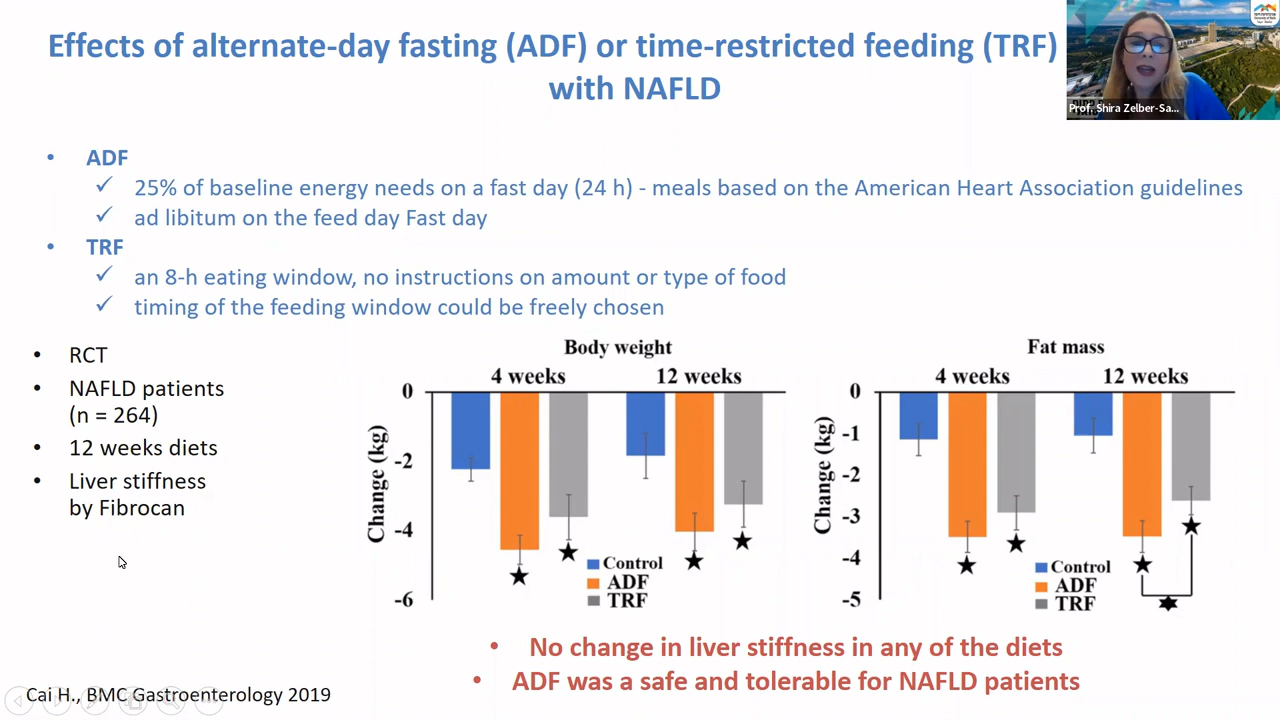 Effects of alternate-day fasting (ADF) or time-restricted feeding (TRF)
with NAFLD
Prof. Shira Zelber-Sa...
• ADF
✓ 25% of baseline energy needs on a fast day (24 h) - meals based on the American Heart Association guidelines
✓ ad libitum on the feed day Fast day
• TRF
✓ an 8-h eating window, no instructions on amount or type of food
✓ timing of the feeding window could be freely chosen
• RCT
• NAFLD patients
(n = 264)
• 12 weeks diets
• Liver stiffness
by Fibrocan
Body weight
4 weeks 12 weeks
0
-2
-4
-6
Change (kg)
Control
ADF
TRF
Fat mass
4 weeks 12 weeks
0
-1
-2
-3
-4
-5
Change (kg)
Control
ADF
TRF
• No change in liver stiffness in any of the diets
• ADF was a safe and tolerable for NAFLD patients
Cai H., BMC Gastroenterology 2019